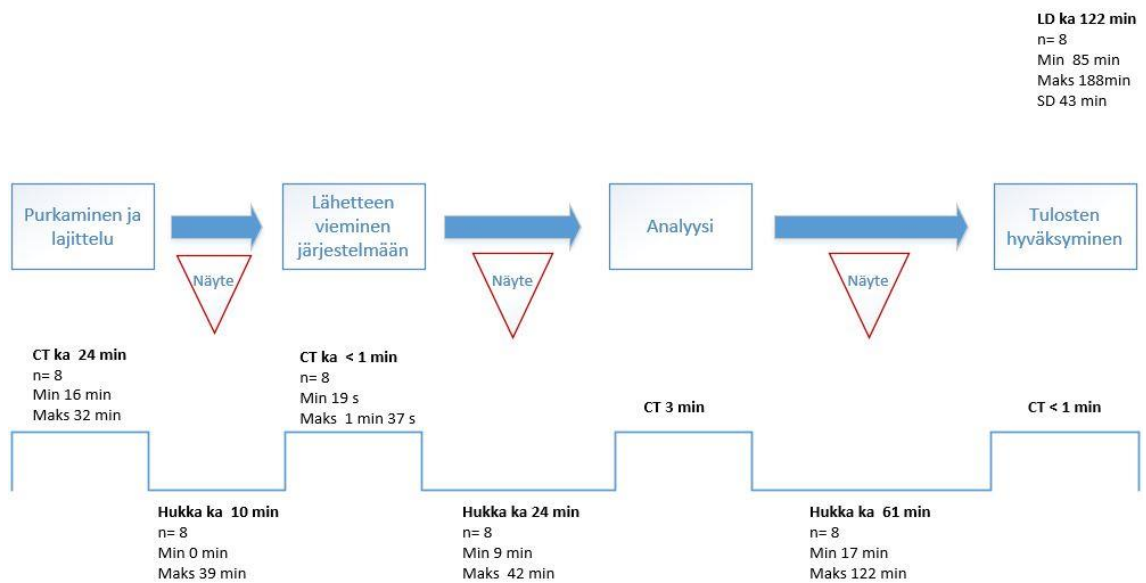 LD ka 122 min
n= 8
Min  85 min
Maks 188min
SD 43 min
Purkaminen ja
lajittelu
Lähetteen
vieminen
järjestelmään
Analyysi
Tulosten
hyväksyminen
Näyte
Näyte
Näyte
CT ka  24 min
n= 8
Min 16 min
Maks 32 min
CT ka  < 1 min
n= 8
Min 19 s
Maks  1 min 37 s
CT 3 min
CT < 1 min
Hukka ka  10 min
n= 8
Min 0 min
Maks 39 min
Hukka ka 24 min
n= 8
Min 9 min
Maks  42 min
Hukka ka  61 min
n= 8
Min 17 min
Maks 122 min